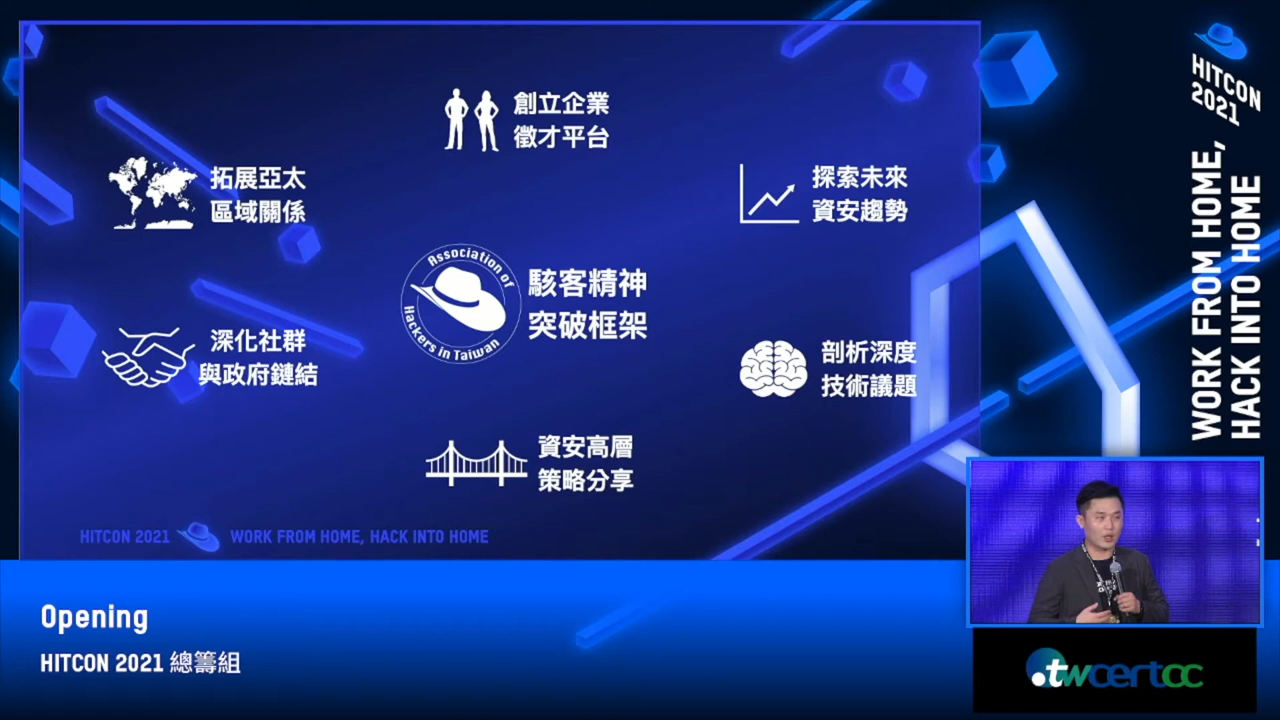 創立企業
徵才平台
拓展亞太
區域關係
探索未來
資安趨勢
Association of
Hackers In Taiwan
駭客精神
突破框架
深化社群
與政府鏈結
剖析深度
技術議題
資安高層
策略分享
HITCON 2021
WORK FROM HOME, HACK INTO HOME
HITCON
2021
WORK FROM HOME,
HACK INTO HOME
Opening
HITCON 2021 總籌組
.twcertcc